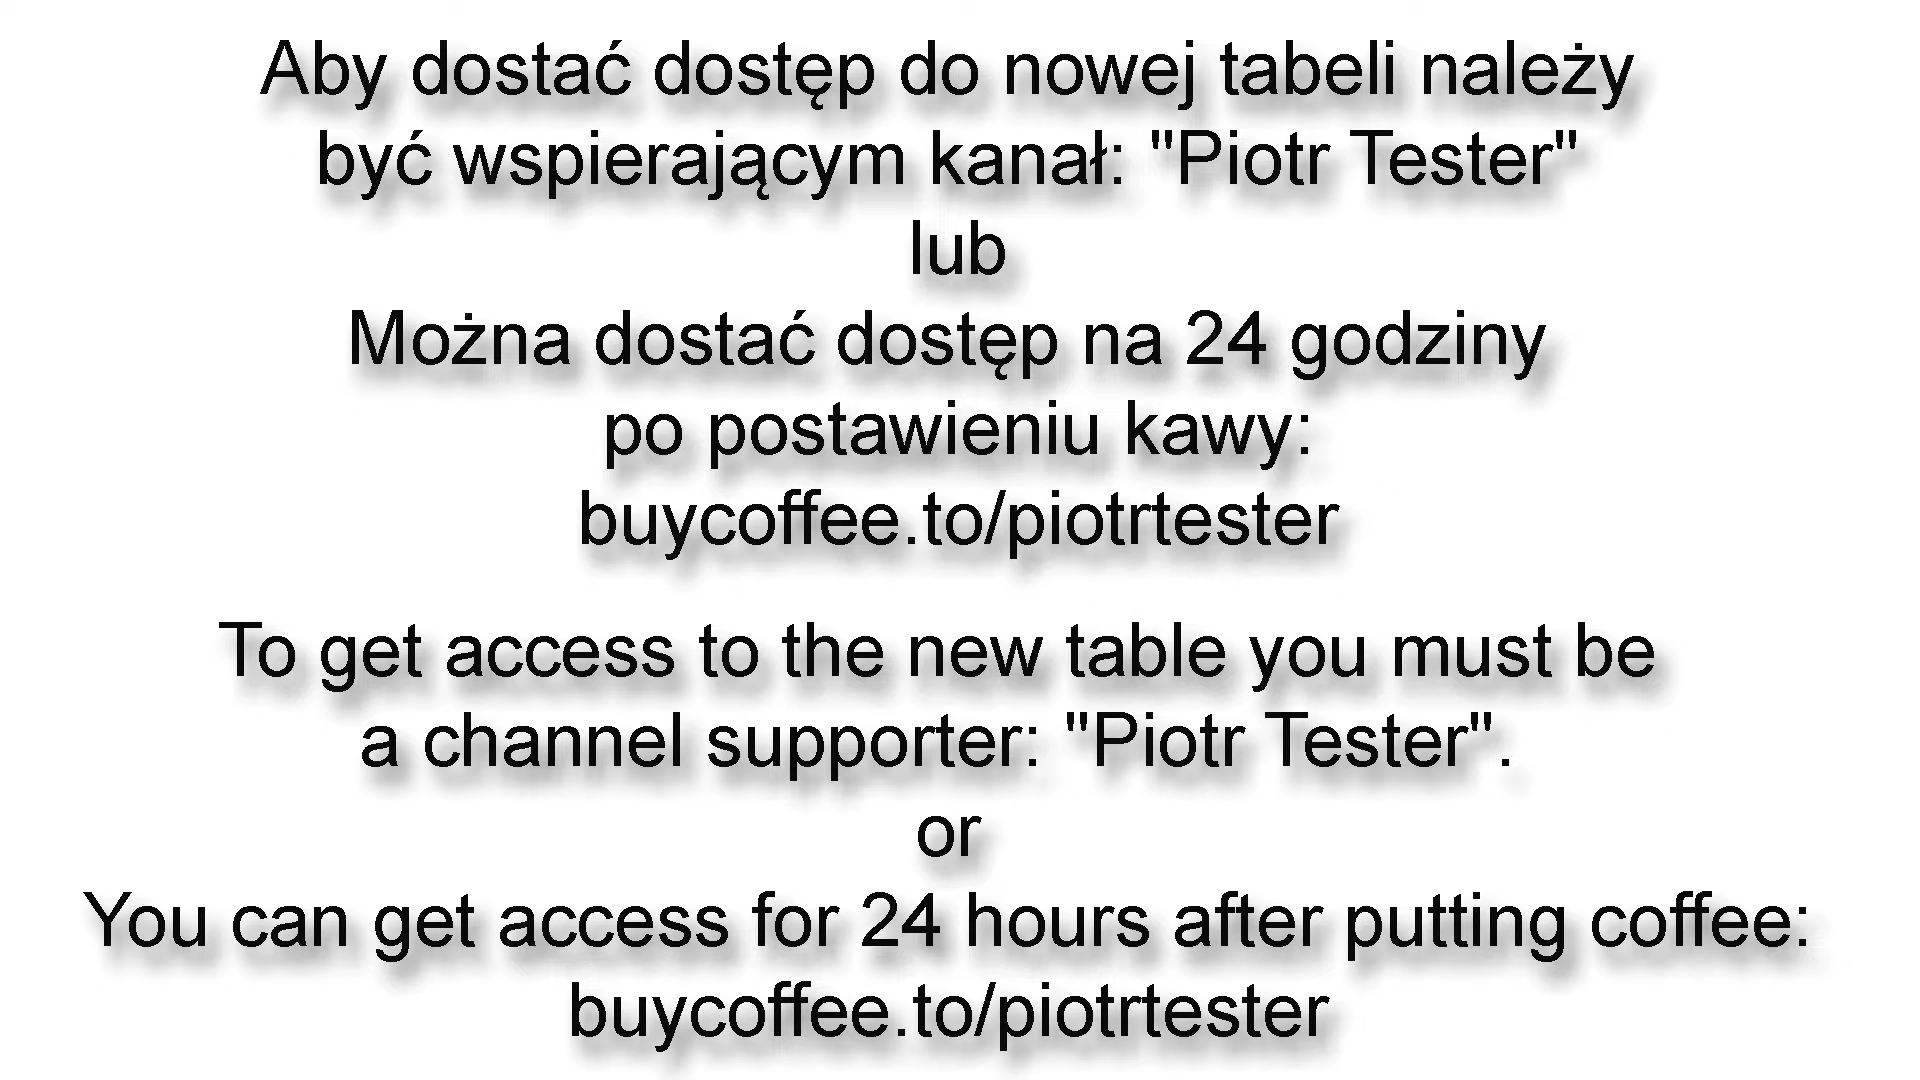 Aby dostać dostęp do nowej tabeli należy
być wspierającym kanał: "Piotr Tester"
lub
Można dostać dostęp na 24 godziny
po postawieniu kawy:
buycoffee.to/piotrtester
To get access to the new table you must be
a channel supporter: "Piotr Tester".
or
You can get access for 24 hours after putting coffee:
buycoffee.to/piotrtester